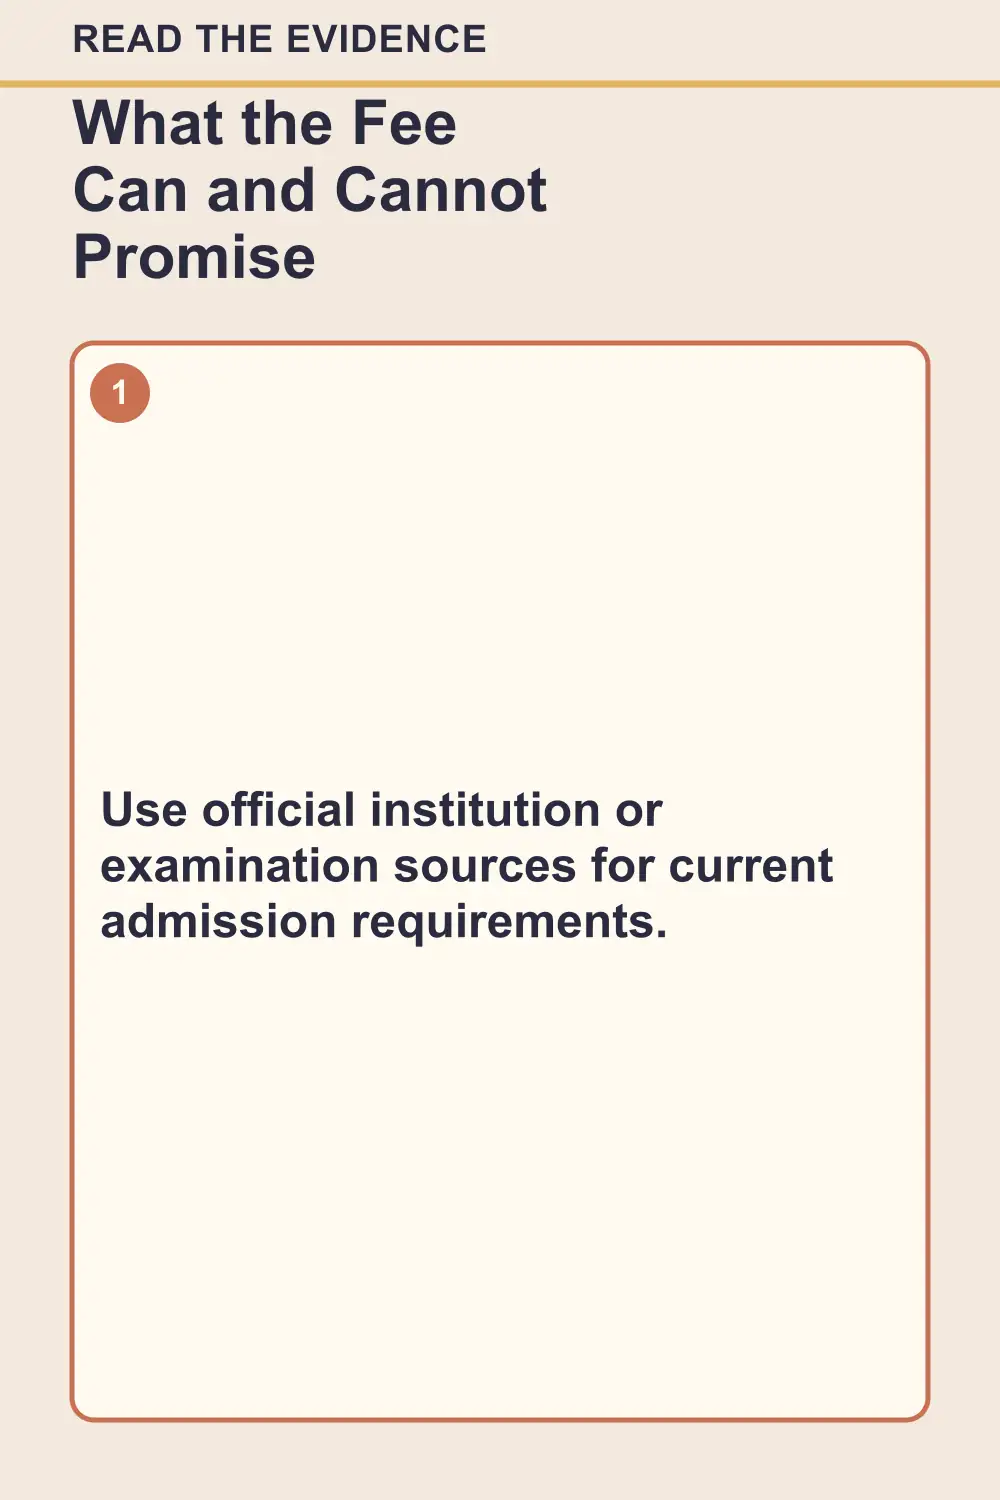 READ THE EVIDENCE
What the Fee
Can and Cannot
Promise
1
Use official institution or
examination sources for current
admission requirements.